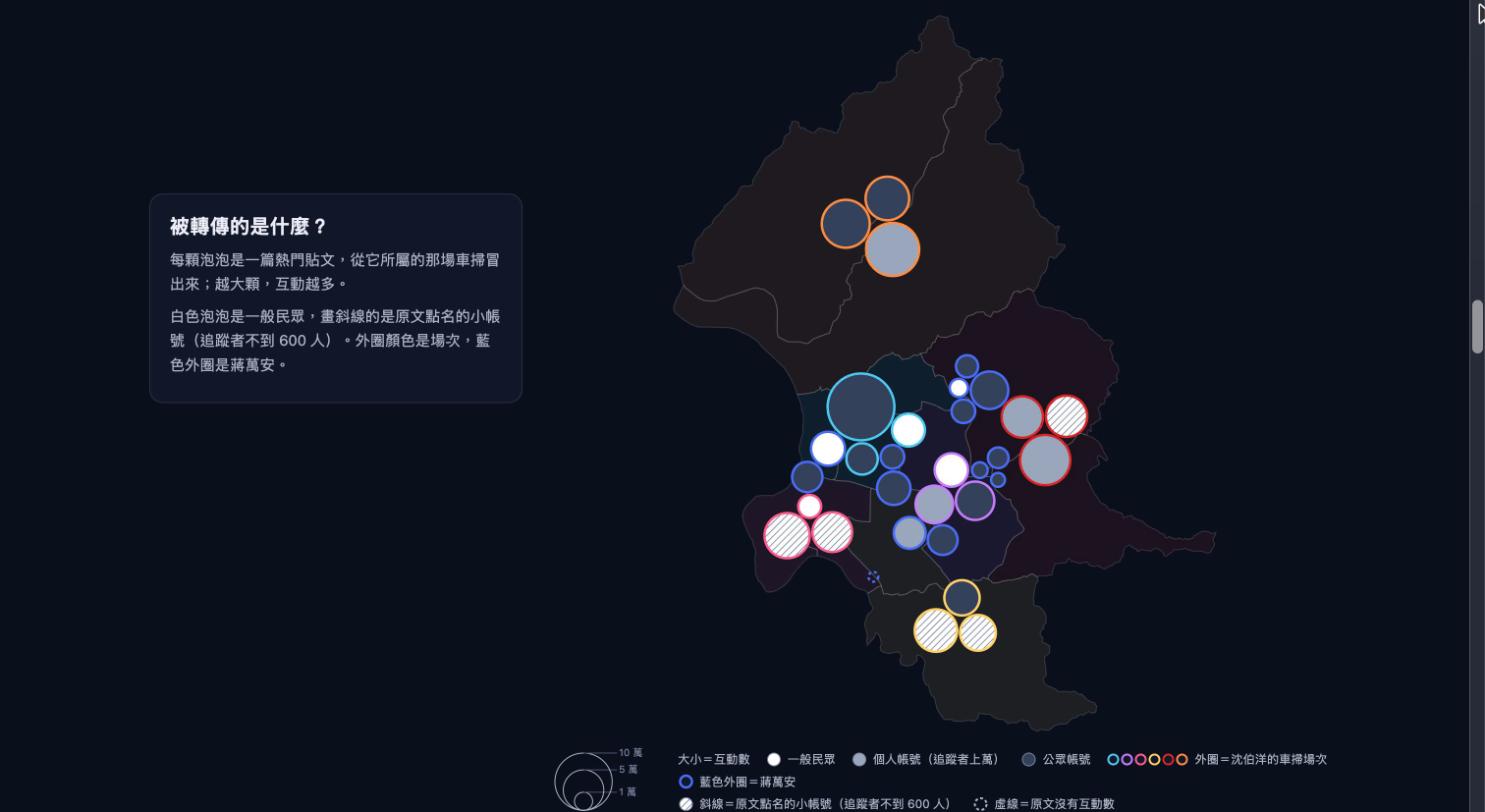 被轉傳的是什麼？
每顆泡泡是一篇熱門貼文，從它所屬的那場車掃冒
出來；越大顆，互動越多。
白色泡泡是一般民眾，畫斜線的是原文點名的小帳
號（追蹤者不到 600 人）。外圈顏色是場次，藍
色外圈是蔣萬安。
10 萬
5 萬
1 萬
大小＝互動數 一般民眾 個人帳號（追蹤者上萬） 公眾帳號 外圈＝沈伯洋的車掃場次
藍色外圈＝蔣萬安
斜線＝原文點名的小帳號（追蹤者不到 600 人） 虛線＝原文沒有互動數